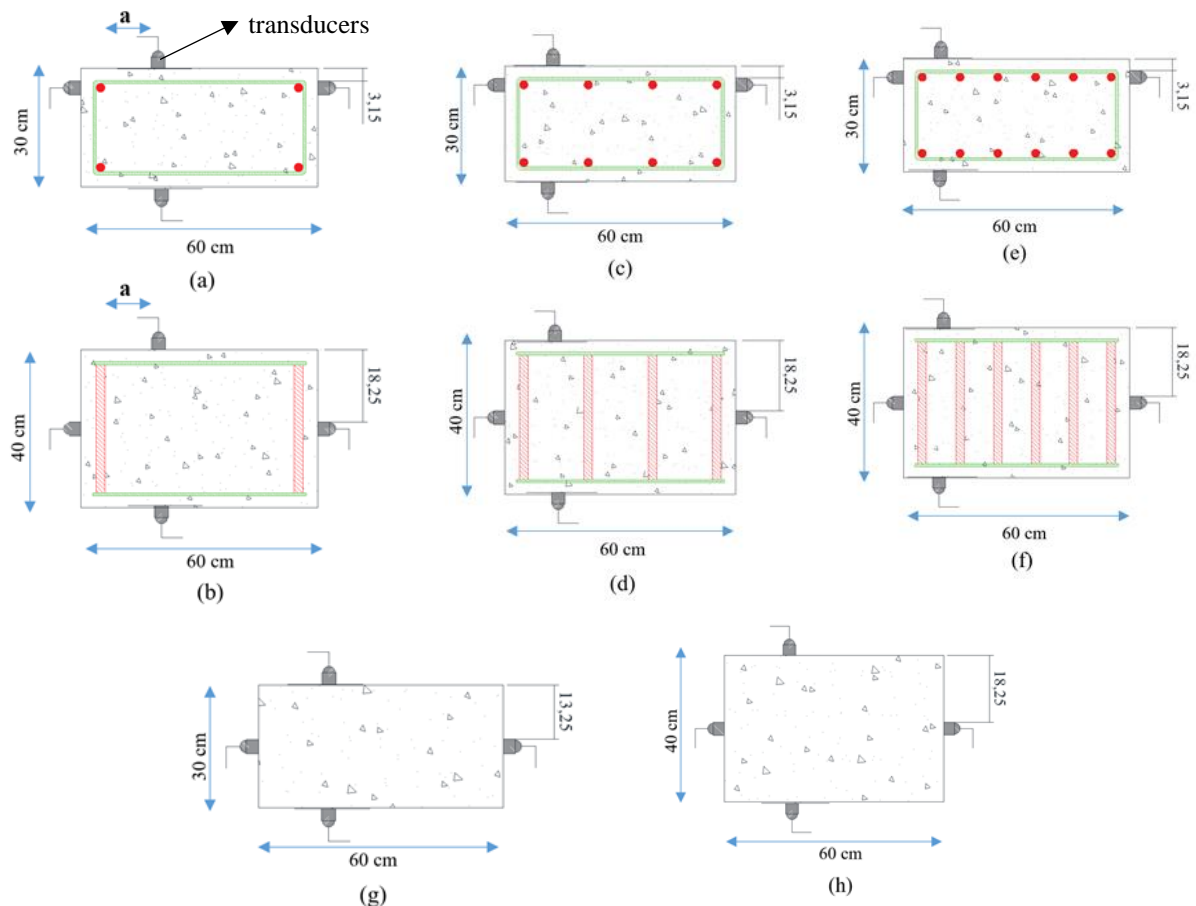 a
transducers
30 cm
3,15
60 cm
(a)
30 cm
3,15
60 cm
(c)
30 cm
3,15
60 cm
(e)
a
40 cm
18,25
60 cm
(b)
40 cm
18,25
60 cm
(d)
40 cm
18,25
60 cm
(f)
30 cm
13,25
60 cm
(g)
40 cm
18,25
60 cm
(h)